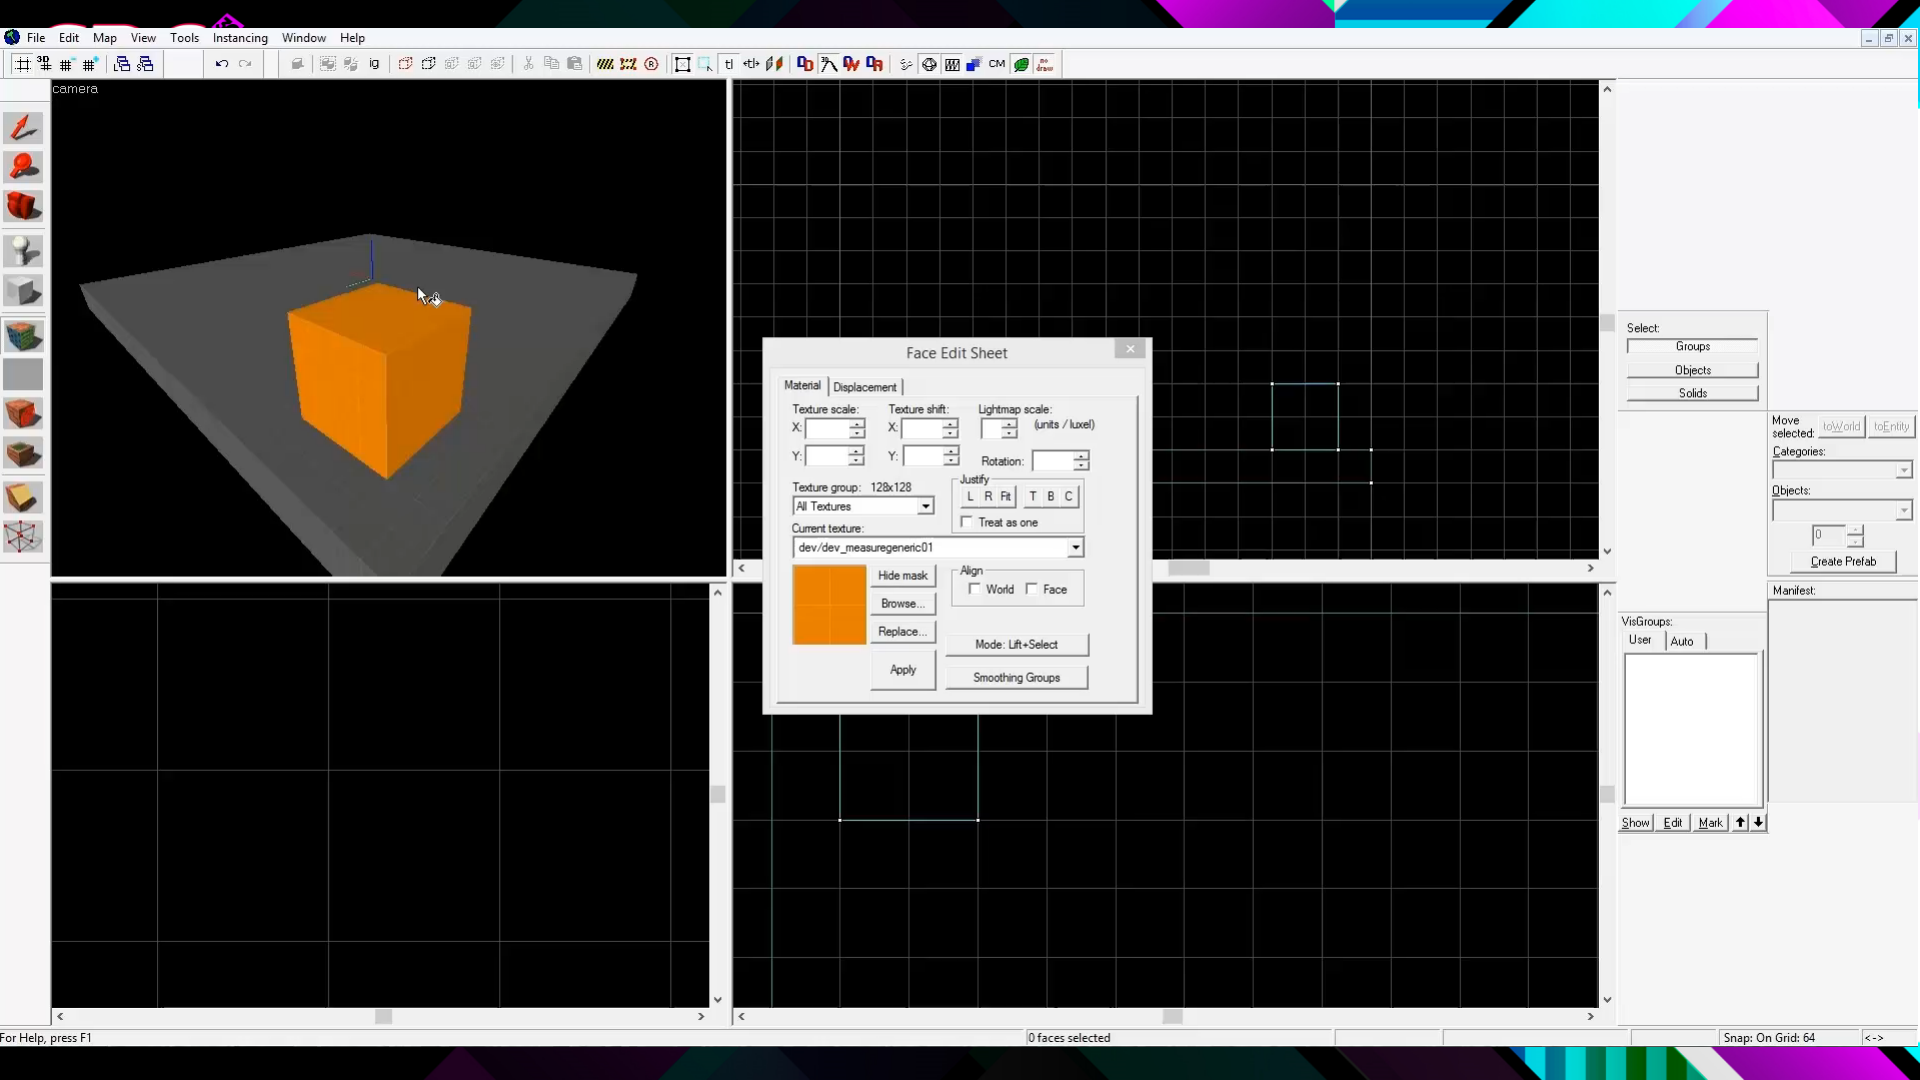 File Edit Map View Tools Instancing Window Help
ig tl CM
camera
Face Edit Sheet
Material Displacement
Texture scale: Texture shift: Lightmap scale:
X: X: (units / luxel)
Y: Y: Rotation:
Texture group: 128x128 Justify
All Textures L R Fit T B C
Treat as one
Current texture:
dev/dev_measuregeneric01
Hide mask Align
World Face
Browse...
Replace...
Mode: Lift+Select
Apply
Smoothing Groups
Select:
Groups
Objects
Solids
Move
selected: toWorld toEntity
Categories:
Objects:
0
Create Prefab
Manifest:
VisGroups:
User Auto
Show Edit Mark
For Help, press F1 0 faces selected Snap: On Grid: 64 <->